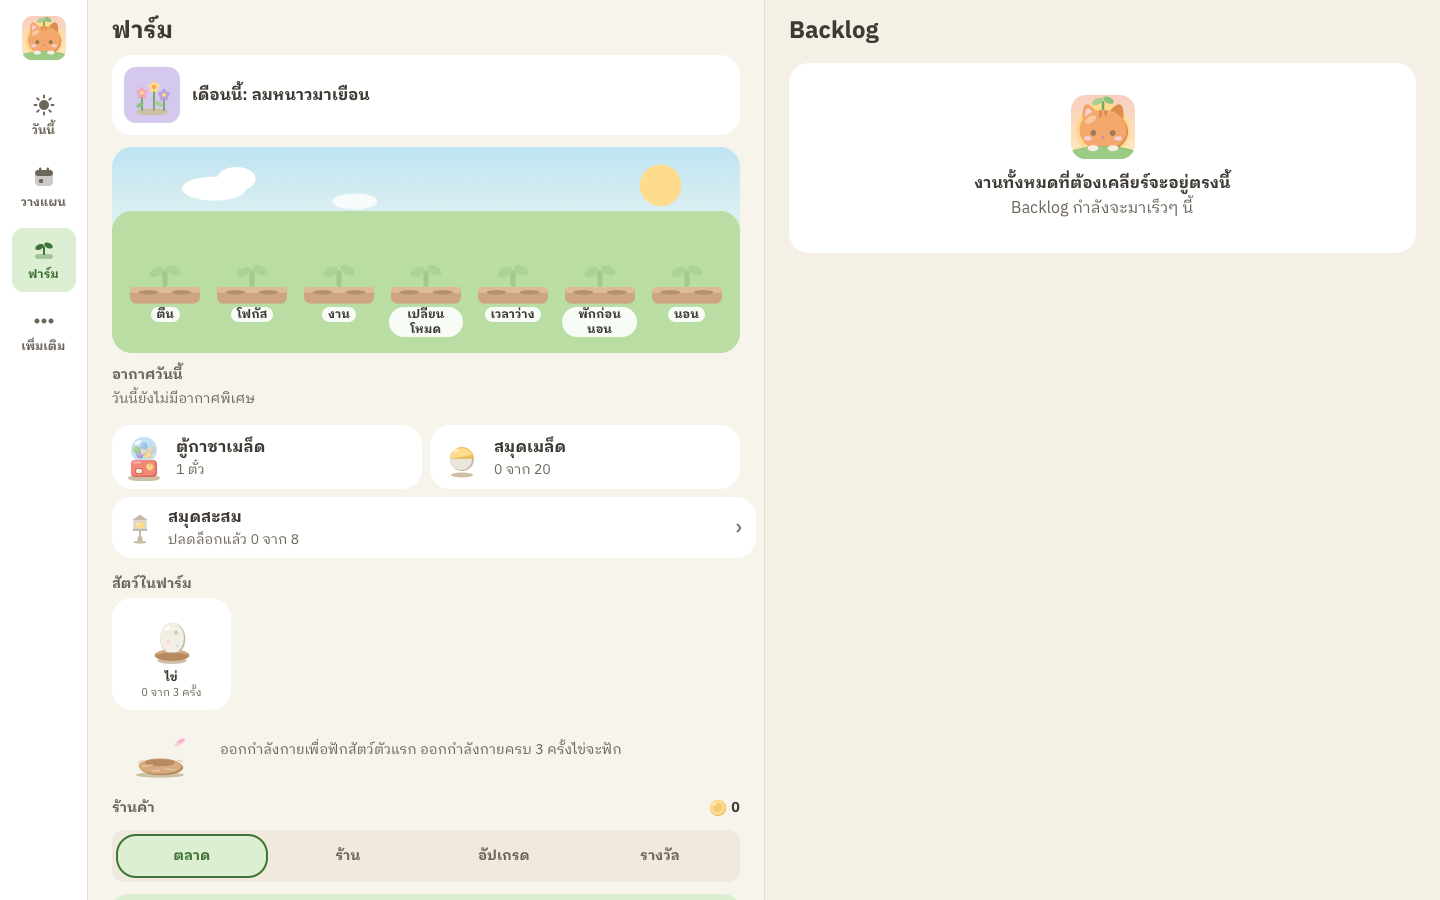 วันนี้
วางแผน
ฟาร์ม
เพิ่มเติม
ฟาร์ม
เดือนนี้: ลมหนาวมาเยือน
ตื่น
โฟกัส
งาน
เปลี่ยน
โหมด
เวลาว่าง
พักก่อน
นอน
นอน
อากาศวันนี้
วันนี้ยังไม่มีอากาศพิเศษ
ตู้กาชาเมล็ด
1 ตั๋ว
สมุดเมล็ด
0 จาก 20
สมุดสะสม
ปลดล็อกแล้ว 0 จาก 8
สัตว์ในฟาร์ม
ไข่
0 จาก 3 ครั้ง
ออกกำลังกายเพื่อฟักสัตว์ตัวแรก ออกกำลังกายครบ 3 ครั้งไข่จะฟัก
ร้านค้า
0
ตลาด
ร้าน
อัปเกรด
รางวัล
Backlog
งานทั้งหมดที่ต้องเคลียร์จะอยู่ตรงนี้
Backlog กำลังจะมาเร็วๆ นี้